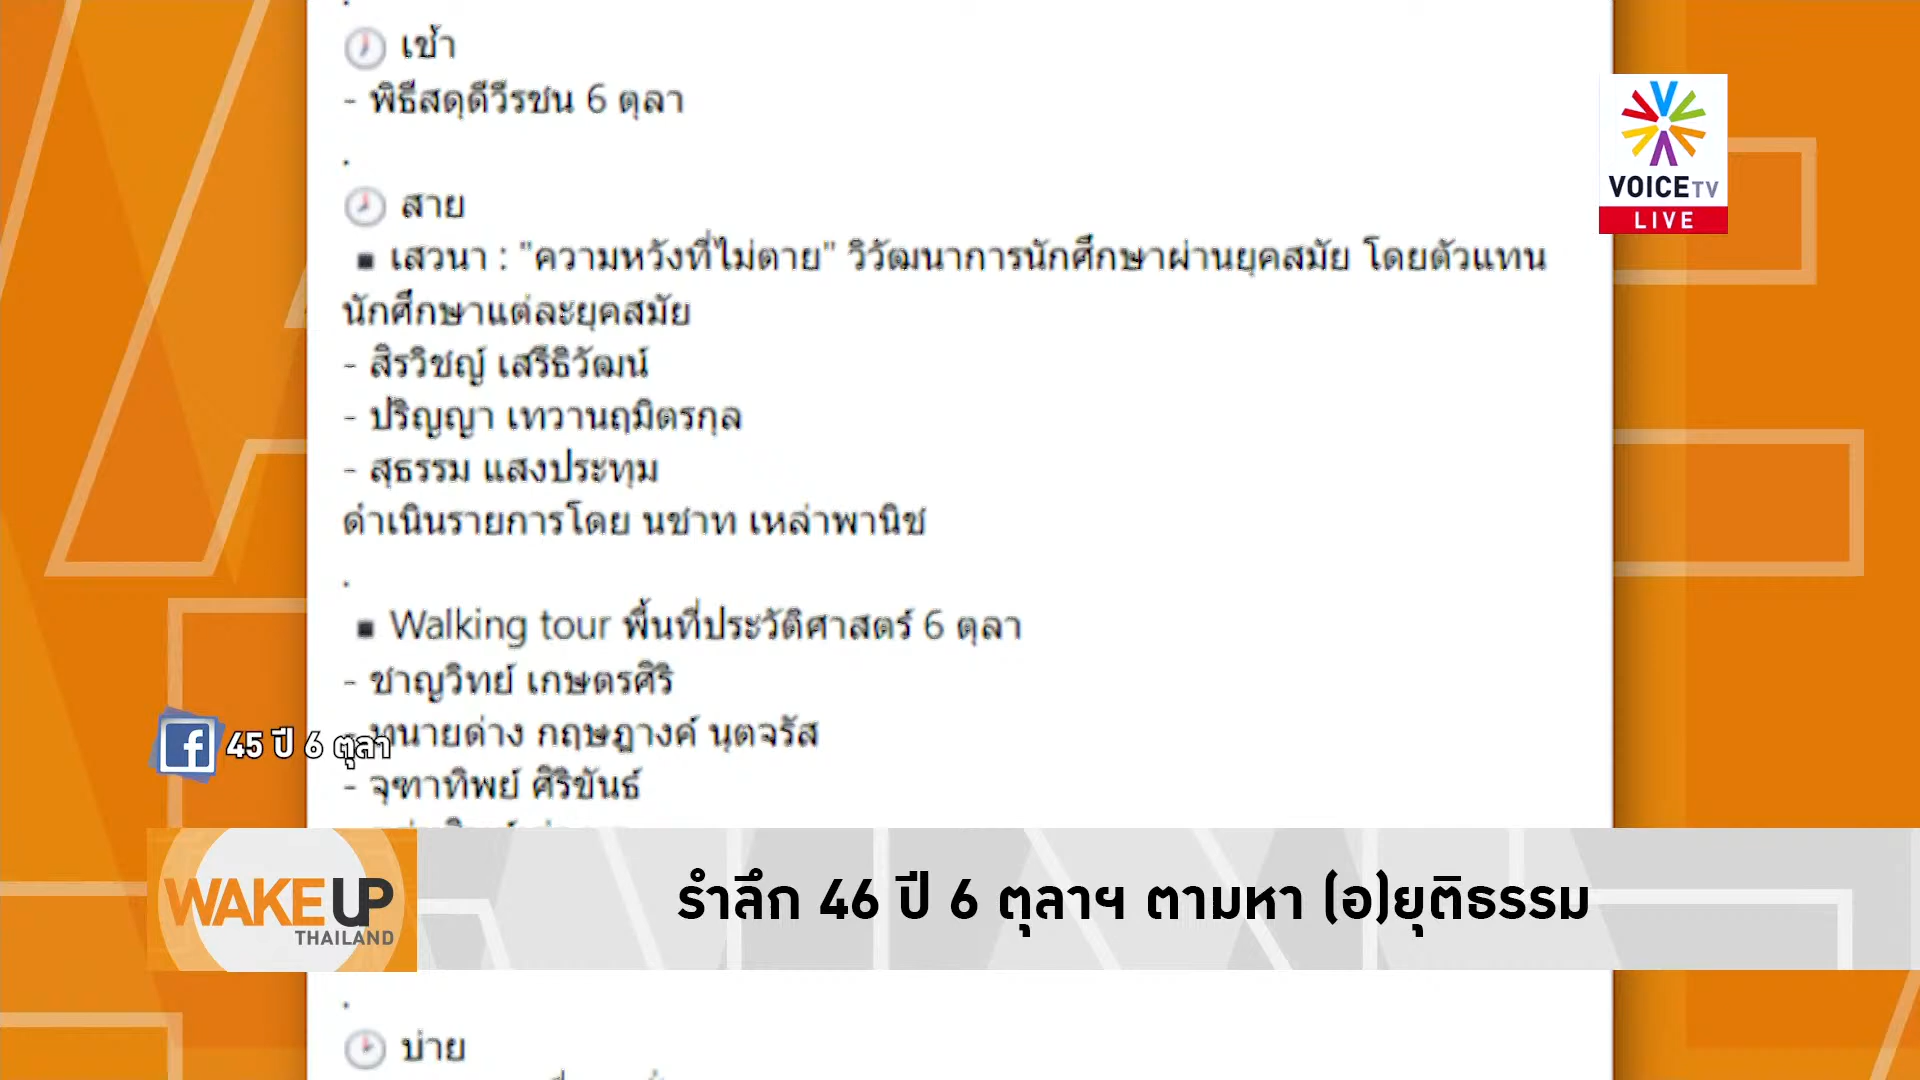 เช้า
- พิธีสดุดีวีรชน 6 ตุลา
.
สาย
▪ เสวนา : "ความหวังที่ไม่ตาย" วิวัฒนาการนักศึกษาผ่านยุคสมัย โดยตัวแทน
นักศึกษาแต่ละยุคสมัย
- สิรวิชญ์ เสรีธิวัฒน์
- ปริญญา เทวานฤมิตรกุล
- สุธรรม แสงประทุม
ดำเนินรายการโดย นชาท เหล่าพานิช
.
▪ Walking tour พื้นที่ประวัติศาสตร์ 6 ตุลา
- ชาญวิทย์ เกษตรศิริ
- ทนายด่าง กฤษฎางค์ นุตจรัส
- จุฑาทิพย์ ศิริขันธ์
.
บ่าย
VOICE TV
LIVE
45 ปี 6 ตุลา
WAKE UP
THAILAND
รำลึก 46 ปี 6 ตุลาฯ ตามหา (อ)ยุติธรรม